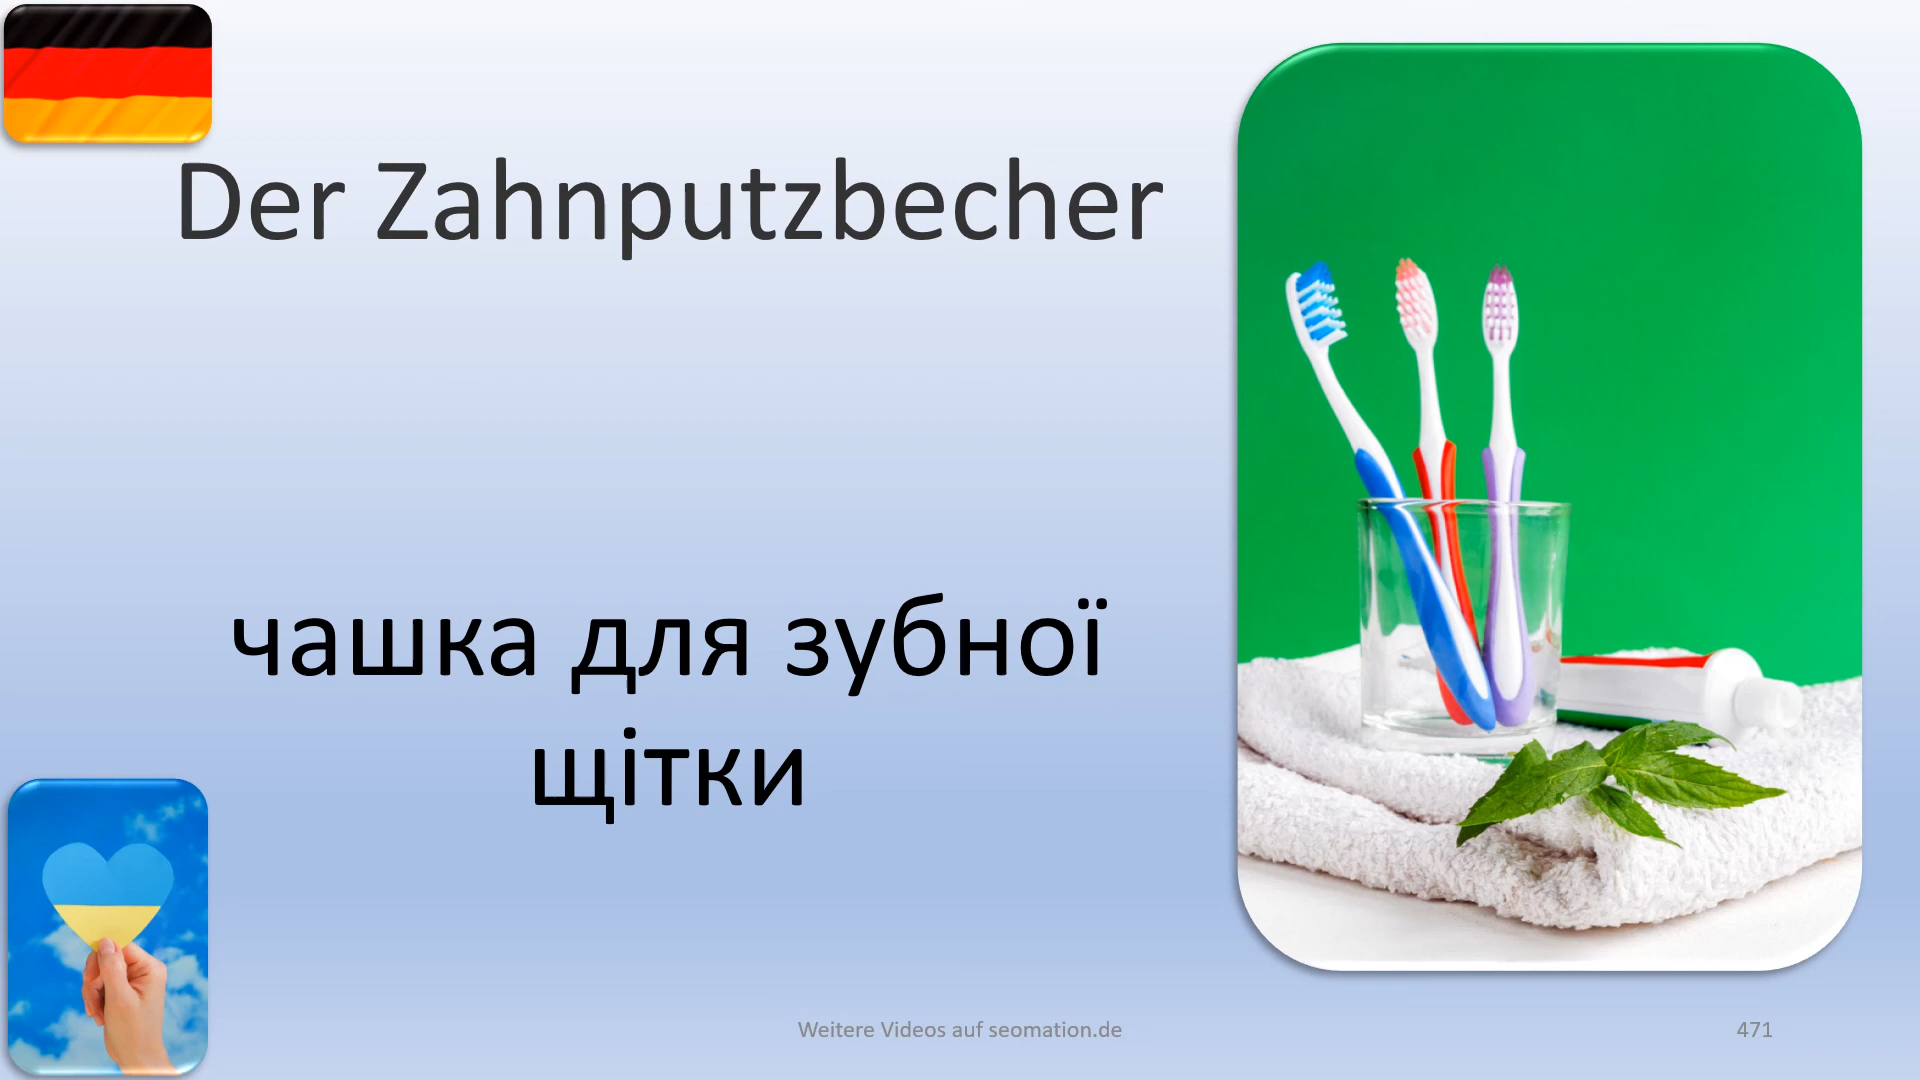 Der Zahnputzbecher
чашка для зубної
щітки
Weitere Videos auf seomation.de
471